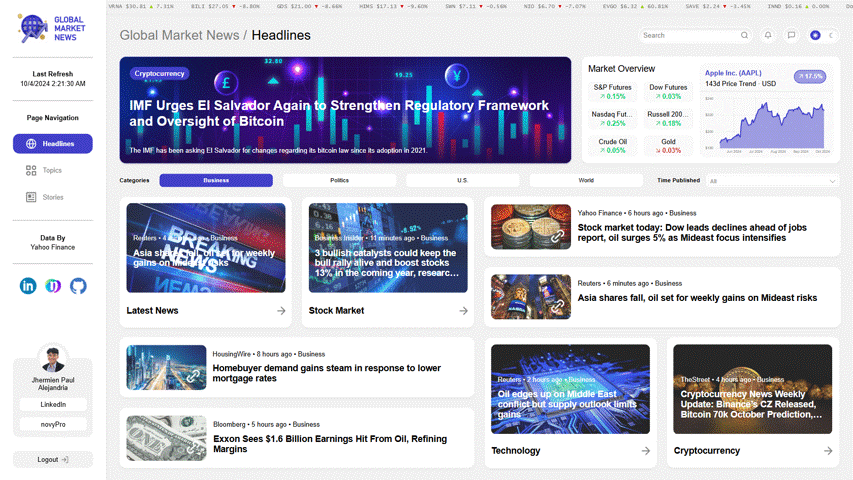 VRNA $30.81 ▲ 7.31% BILI $27.05 ▼ -8.80% GDS $21.00 ▼ -8.66% HIMS $17.13 ▼ -9.60% SWN $7.11 ▼ -0.56% NIO $6.70 ▼ -7.07% EVGO $6.32 ▲ 60.81% SAVE $2.24 ▼ -3.45% INND $0.16 ▲ 0.00%
GLOBAL
MARKET
NEWS
Last Refresh
10/4/2024 2:21:30 AM
Page Navigation
Headlines
Topics
Stories
Data By
Yahoo Finance
Jhermien Paul
Alejandria
LinkedIn
novyPro
Logout
Global Market News / Headlines
Search
Cryptocurrency
32.80
19.25
IMF Urges El Salvador Again to Strengthen Regulatory Framework
and Oversight of Bitcoin
The IMF has been asking El Salvador for changes regarding its bitcoin law since its adoption in 2021.
Market Overview
S&P Futures
0.15%
Dow Futures
0.03%
Nasdaq Fut...
0.25%
Russell 200...
0.18%
Crude Oil
0.05%
Gold
0.03%
Apple Inc. (AAPL)
143d Price Trend · USD
17.5%
Jun 2024 Jul 2024 Aug 2024 Sep 2024 Oct 2024
Categories
Business
Politics
U.S.
World
Time Published
All
BREAKING
NEWS
Reuters • 4 minutes ago • Business
Asia shares fall, oil set for weekly
gains on Mideast risks
Latest News
Business Insider • 11 minutes ago • Business
3 bullish catalysts could keep the
bull rally alive and boost stocks
13% in the coming year, researc...
Stock Market
Yahoo Finance • 6 hours ago • Business
Stock market today: Dow leads declines ahead of jobs
report, oil surges 5% as Mideast focus intensifies
Reuters • 6 minutes ago • Business
Asia shares fall, oil set for weekly gains on Mideast risks
HousingWire • 8 hours ago • Business
Homebuyer demand gains steam in response to lower
mortgage rates
Bloomberg • 5 hours ago • Business
Exxon Sees $1.6 Billion Earnings Hit From Oil, Refining
Margins
Reuters • 2 hours ago • Business
Oil edges up on Middle East
conflict but supply outlook limits
gains
Technology
TheStreet • 4 hours ago • Business
Cryptocurrency News Weekly
Update: Binance's CZ Released,
Bitcoin 70k October Prediction,...
Cryptocurrency